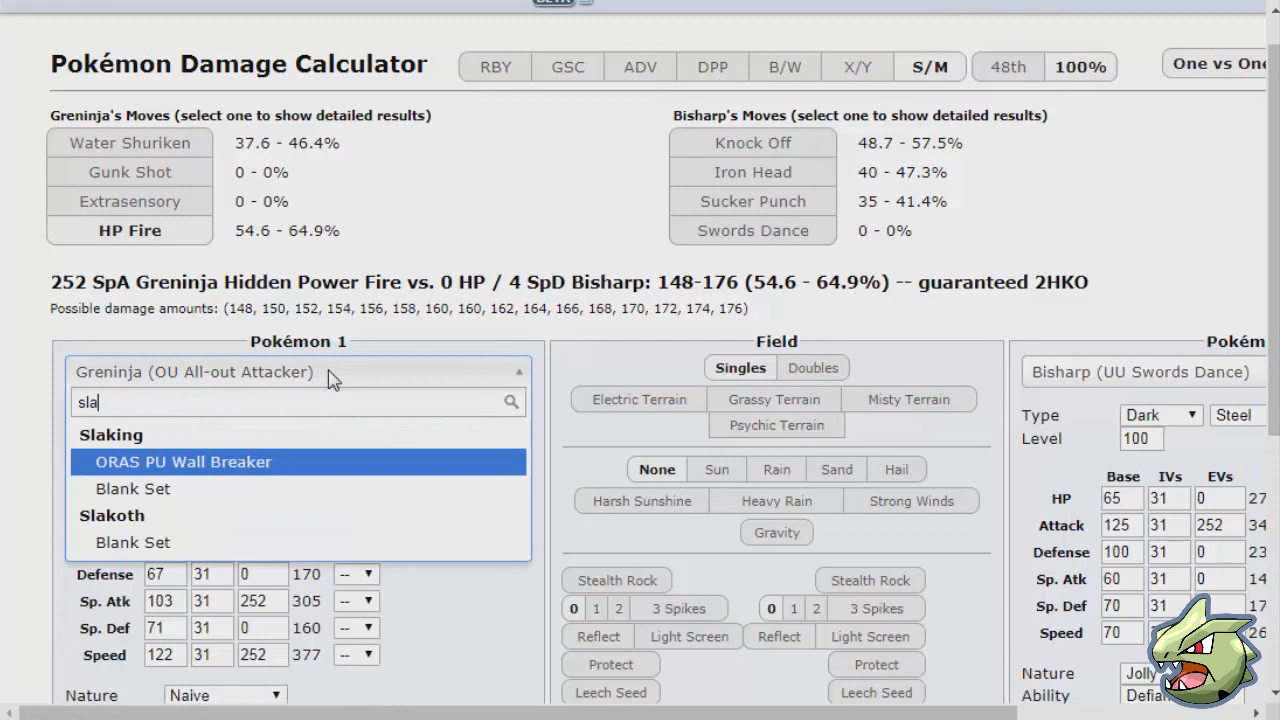 BETA
Pokémon Damage Calculator
RBY GSC ADV DPP B/W X/Y S/M 48th 100% One vs One
Greninja's Moves (select one to show detailed results)
Bisharp's Moves (select one to show detailed results)
Water Shuriken 37.6 - 46.4%
Knock Off 48.7 - 57.5%
Gunk Shot 0 - 0%
Iron Head 40 - 47.3%
Extrasensory 0 - 0%
Sucker Punch 35 - 41.4%
HP Fire 54.6 - 64.9%
Swords Dance 0 - 0%
252 SpA Greninja Hidden Power Fire vs. 0 HP / 4 SpD Bisharp: 148-176 (54.6 - 64.9%) -- guaranteed 2HKO
Possible damage amounts: (148, 150, 152, 154, 156, 158, 160, 160, 162, 164, 166, 168, 170, 172, 174, 176)
Pokémon 1
Greninja (OU All-out Attacker)
sla
Slaking
ORAS PU Wall Breaker
Blank Set
Slakoth
Blank Set
Defense 67 31 0 170 --
Sp. Atk 103 31 252 305 --
Sp. Def 71 31 0 160 --
Speed 122 31 252 377 --
Nature Naive
Field
Singles Doubles
Electric Terrain Grassy Terrain Misty Terrain
Psychic Terrain
None Sun Rain Sand Hail
Harsh Sunshine Heavy Rain Strong Winds
Gravity
Stealth Rock Stealth Rock
0 1 2 3 Spikes 0 1 2 3 Spikes
Reflect Light Screen Reflect Light Screen
Protect Protect
Leech Seed Leech Seed
Pokém
Bisharp (UU Swords Dance)
Type Dark Steel
Level 100
Base IVs EVs
HP 65 31 0 27
Attack 125 31 252
Defense 100 31 0 23
Sp. Atk 60 31 0 14
Sp. Def 70 31 17
Speed 70 26
Nature Jolly
Ability Defian